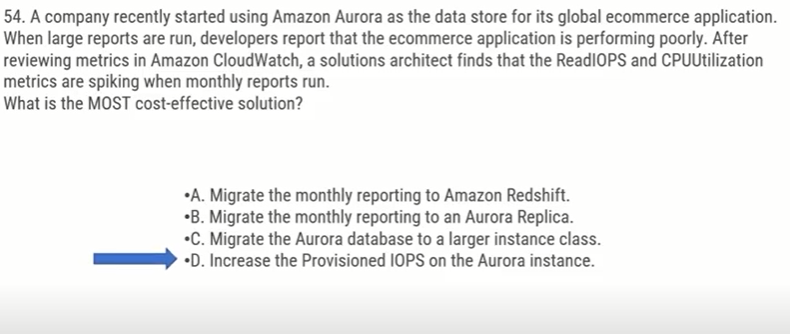 54. A company recently started using Amazon Aurora as the data store for its global ecommerce application.
When large reports are run, developers report that the ecommerce application is performing poorly. After
reviewing metrics in Amazon CloudWatch, a solutions architect finds that the ReadIOPS and CPUUtilization
metrics are spiking when monthly reports run.
What is the MOST cost-effective solution?
•A. Migrate the monthly reporting to Amazon Redshift.
•B. Migrate the monthly reporting to an Aurora Replica.
•C. Migrate the Aurora database to a larger instance class.
•D. Increase the Provisioned IOPS on the Aurora instance.